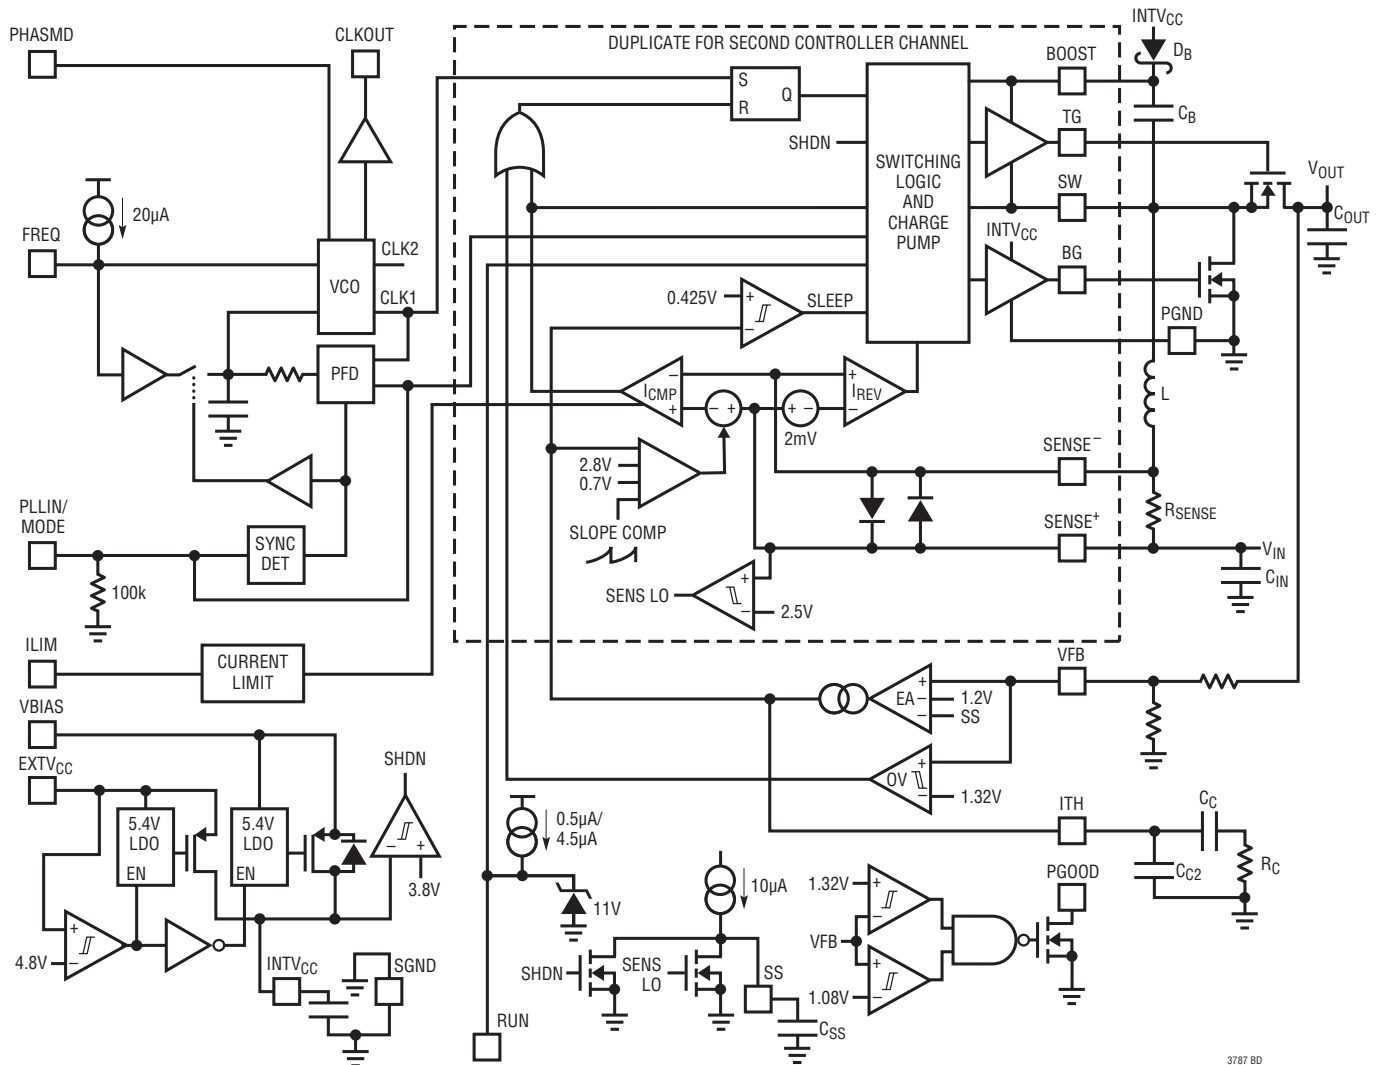 PHASMD
CLKOUT
DUPLICATE FOR SECOND CONTROLLER CHANNEL
INTVCC
DB
BOOST
CB
S
R
Q
TG
SHDN
SWITCHING
LOGIC
AND
CHARGE
PUMP
VOUT
SW
COUT
20µA
FREQ
INTVCC
BG
CLK2
VCO
CLK1
0.425V
+
–
SLEEP
PGND
PFD
ICMP
–
+
– +
+ –
2mV
+
–
IREV
L
2.8V
0.7V
SLOPE COMP
SENSE–
RSENSE
SENSE+
VIN
CIN
PLLIN/
MODE
SYNC
DET
100k
SENS LO
+
–
2.5V
ILIM
CURRENT
LIMIT
VFB
+
EA –
–
1.2V
SS
VBIAS
SHDN
EXTVCC
OV
+
–
1.32V
5.4V
LDO
EN
5.4V
LDO
EN
–
+
3.8V
0.5µA/
4.5µA
ITH
CC
CC2
RC
11V
10µA
1.32V
+
–
PGOOD
+
–
4.8V
VFB
INTVCC
SGND
SHDN
SENS
LO
SS
+
–
1.08V
CSS
RUN
3787 BD